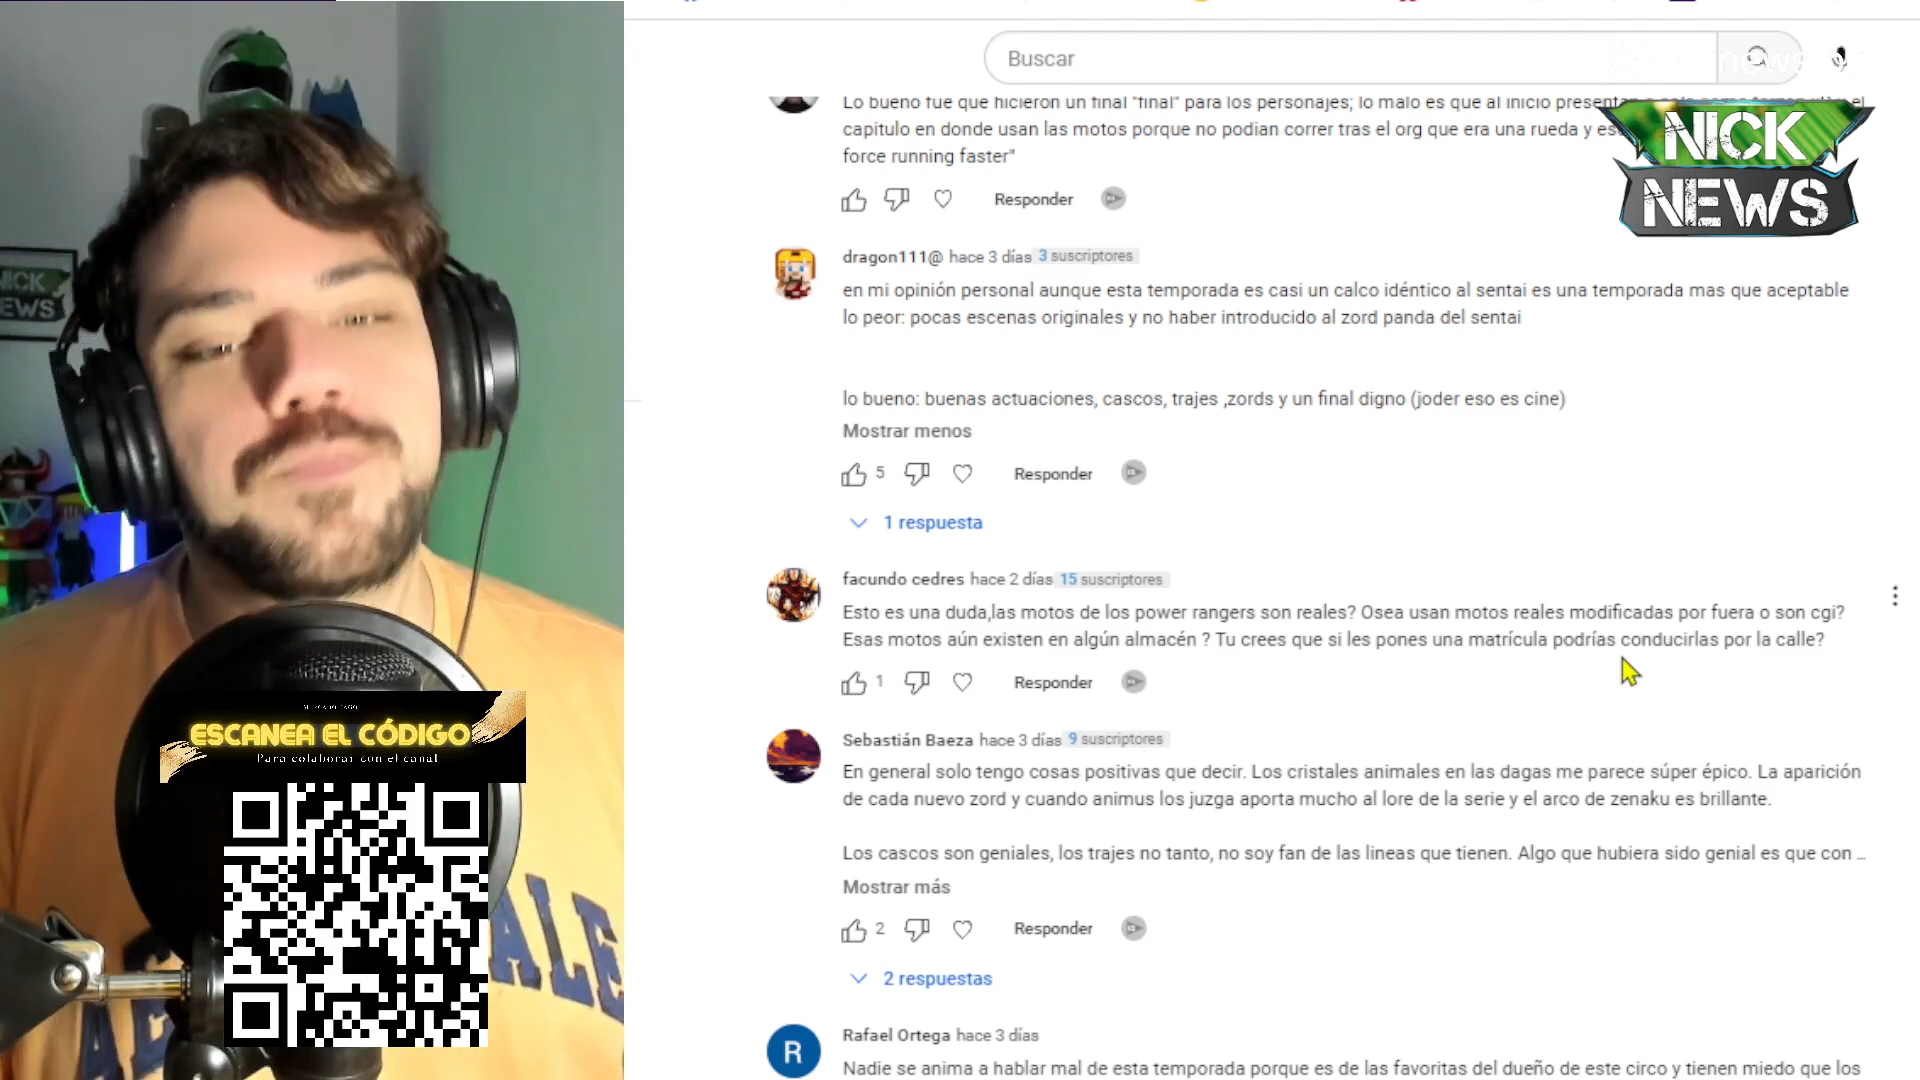 Buscar
Lo bueno fue que hicieron un final "final" para los personajes; lo malo es que al inicio presentan
capitulo en donde usan las motos porque no podian correr tras el org que era una rueda y
force running faster"
Responder
NICK
NEWS
dragon111@ hace 3 días 3 suscriptores
en mi opinión personal aunque esta temporada es casi un calco idéntico al sentai es una temporada mas que aceptable
lo peor: pocas escenas originales y no haber introducido al zord panda del sentai
lo bueno: buenas actuaciones, cascos, trajes ,zords y un final digno (joder eso es cine)
Mostrar menos
5 Responder
1 respuesta
facundo cedres hace 2 días 15 suscriptores
Esto es una duda,las motos de los power rangers son reales? Osea usan motos reales modificadas por fuera o son cgi?
Esas motos aún existen en algún almacén ? Tu crees que si les pones una matrícula podrías conducirlas por la calle?
1 Responder
Sebastián Baeza hace 3 días 9 suscriptores
En general solo tengo cosas positivas que decir. Los cristales animales en las dagas me parece súper épico. La aparición
de cada nuevo zord y cuando animus los juzga aporta mucho al lore de la serie y el arco de zenaku es brillante.
Los cascos son geniales, los trajes no tanto, no soy fan de las lineas que tienen. Algo que hubiera sido genial es que con ...
Mostrar más
2 Responder
2 respuestas
R
Rafael Ortega hace 3 días
Nadie se anima a hablar mal de esta temporada porque es de las favoritas del dueño de este circo y tienen miedo que los
NICK
NEWS
ESCANEA EL CÓDIGO
Para colaborar con el canal